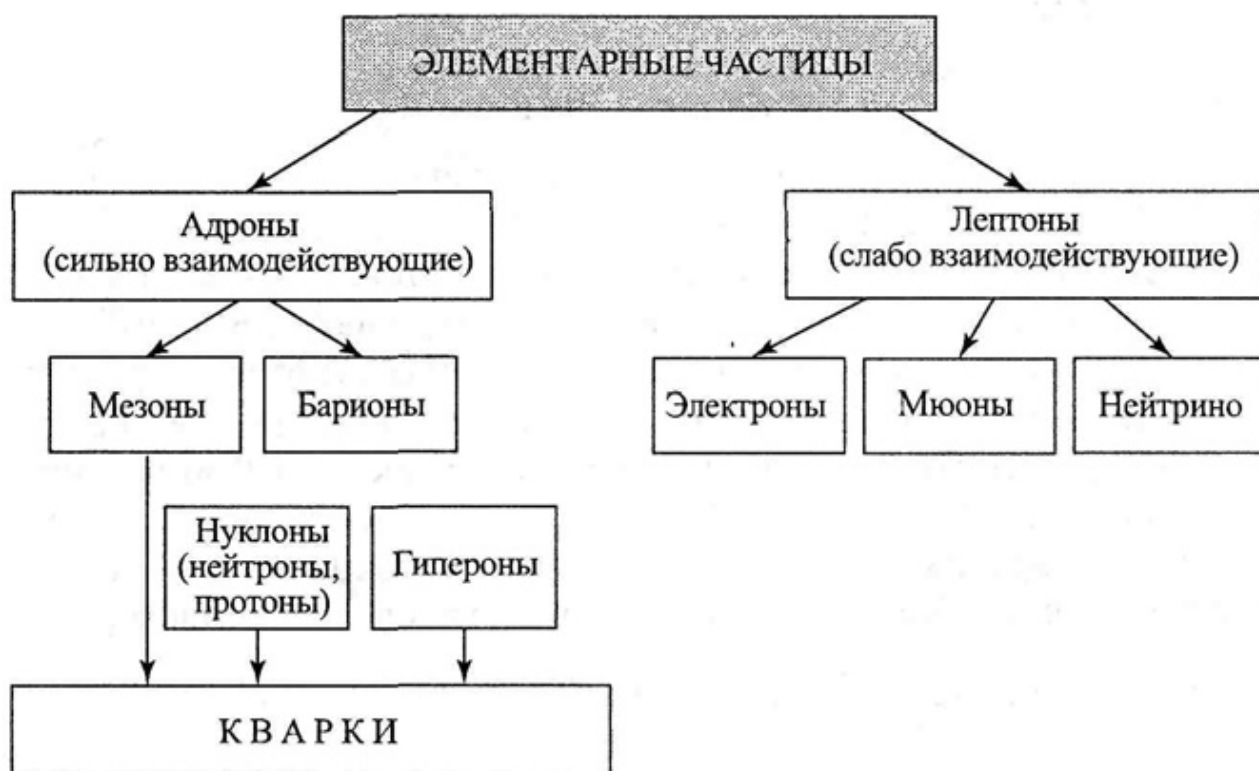 ЭЛЕМЕНТАРНЫЕ ЧАСТИЦЫ
Адроны
(сильно взаимодействующие)
Лептоны
(слабо взаимодействующие)
Мезоны
Барионы
Электроны
Мюоны
Нейтрино
Нуклоны
(нейтроны,
протоны)
Гипероны
КВАРКИ